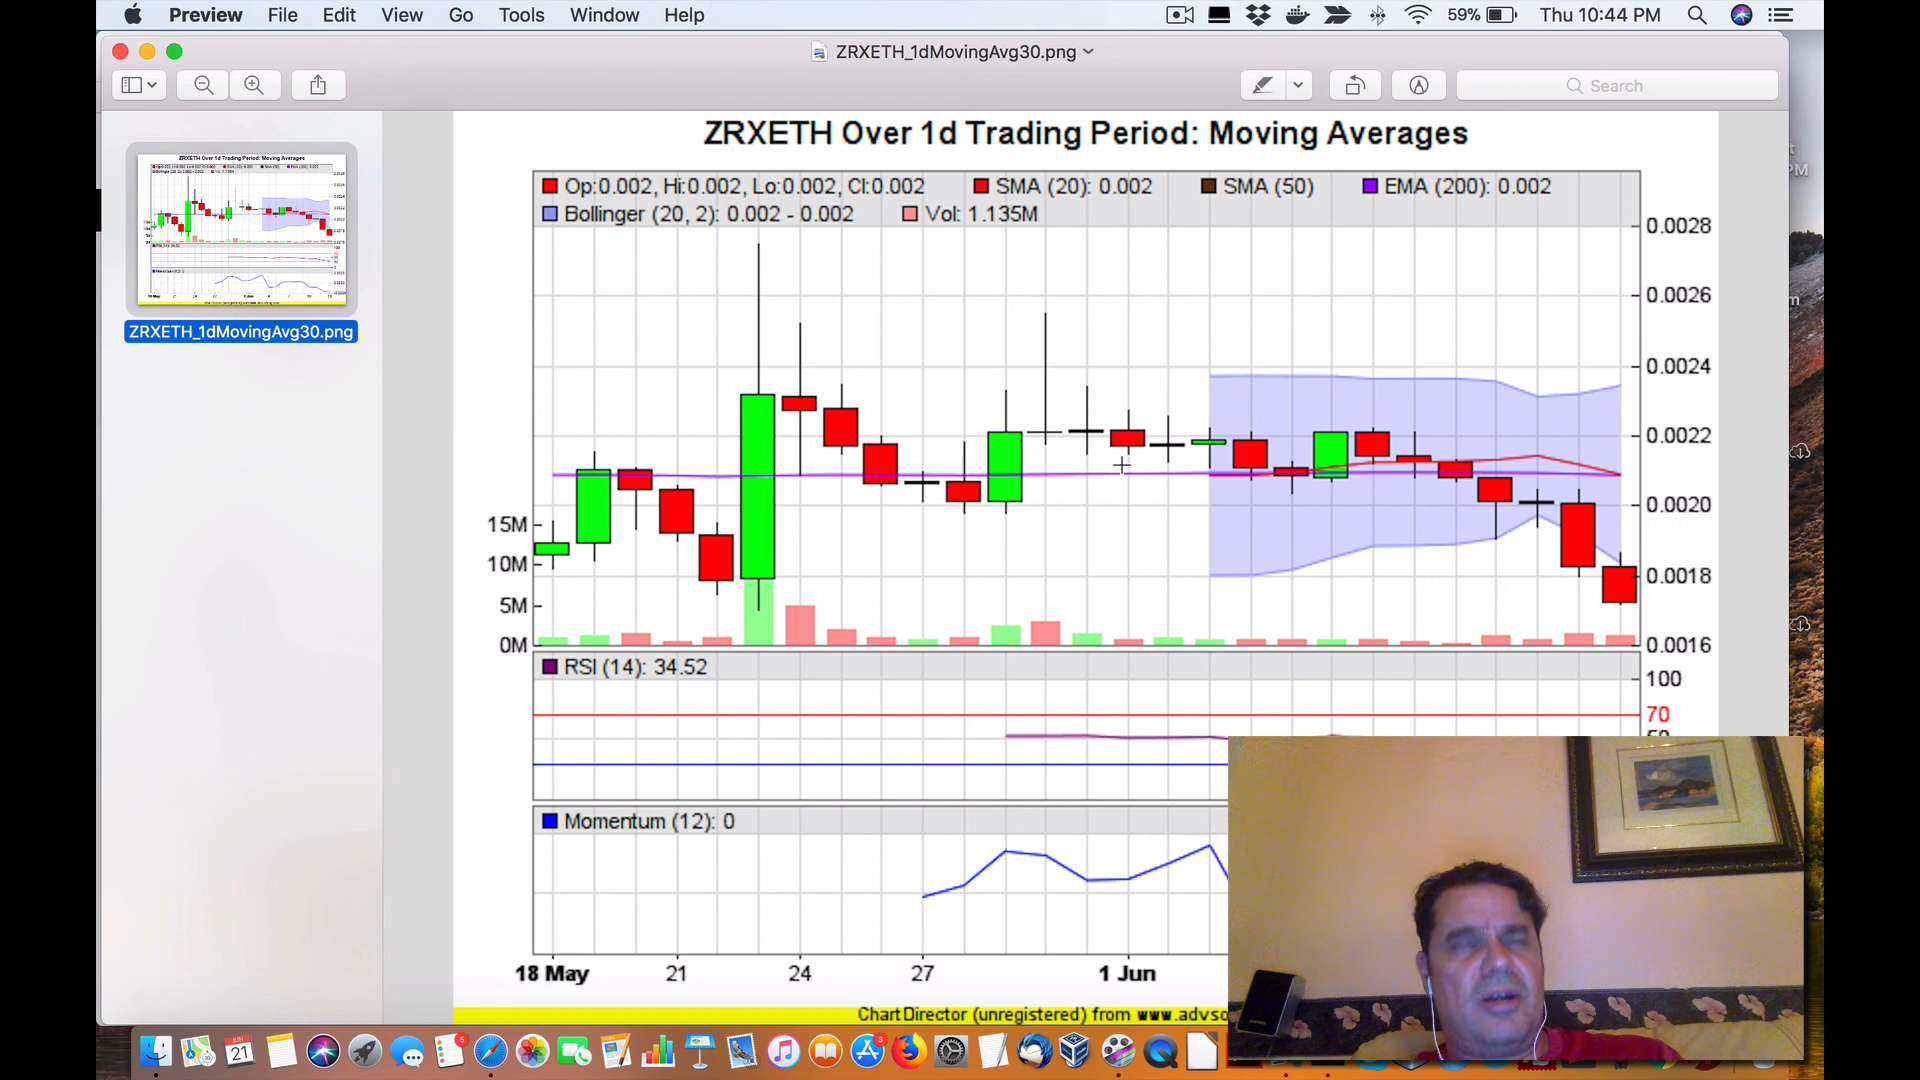 Preview File Edit View Go Tools Window Help 59% Thu 10:44 PM
ZRXETH_1dMovingAvg30.png
Search
ZRXETH Over 1d Trading Period: Moving Averages
Op:0.002, Hi:0.002, Lo:0.002, Cl:0.002 SMA (20): 0.002 SMA (50) EMA (200): 0.002
Bollinger (20, 2): 0.002 - 0.002 Vol: 1.135M
0.0028
0.0026
0.0024
0.0022
0.0020
0.0018
0.0016
15M
10M
5M
0M
ZRXETH_1dMovingAvg30.png
RSI (14): 34.52
100
70
Momentum (12): 0
18 May 21 24 27 1 Jun
ChartDirector (unregistered) from www.advso
JUN
21
5
3